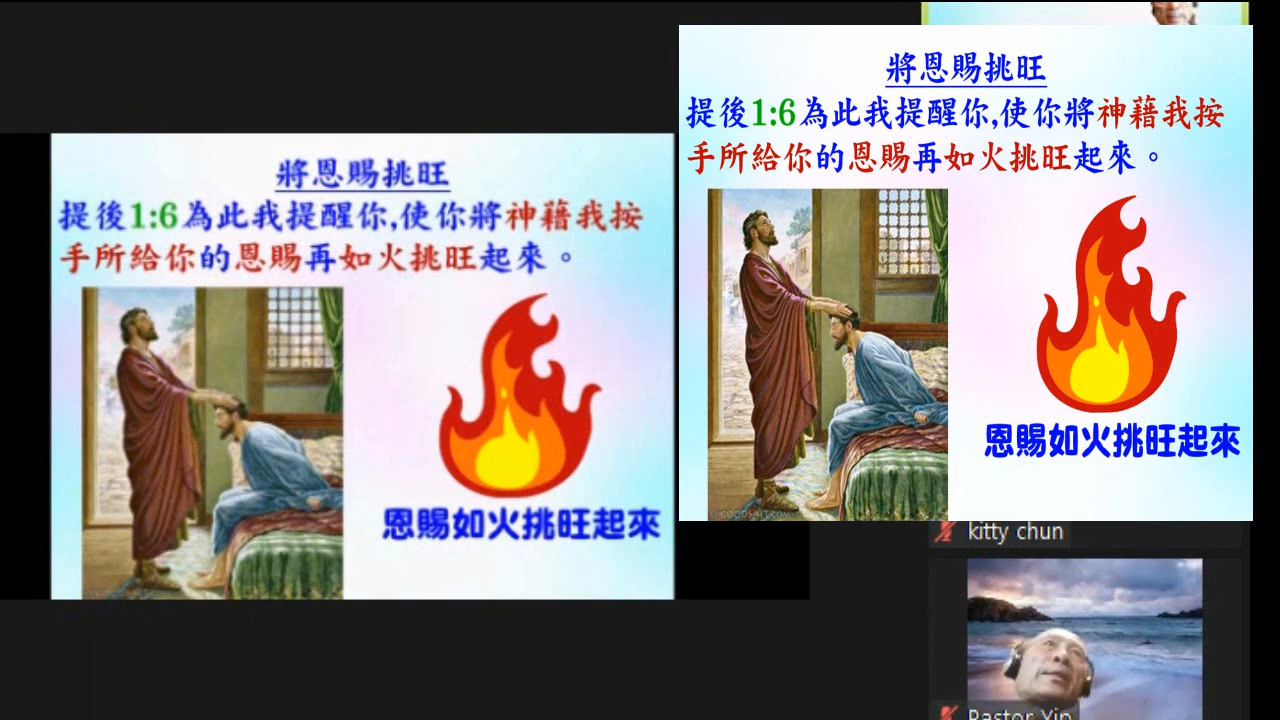 將恩賜挑旺
提後1:6為此我提醒你,使你將神藉我按
手所給你的恩賜再如火挑旺起來。
恩賜如火挑旺起來
將恩賜挑旺
提後1:6為此我提醒你,使你將神藉我按
手所給你的恩賜再如火挑旺起來。
©GOODSALT.COM
恩賜如火挑旺起來
kitty chun
Pastor Yip